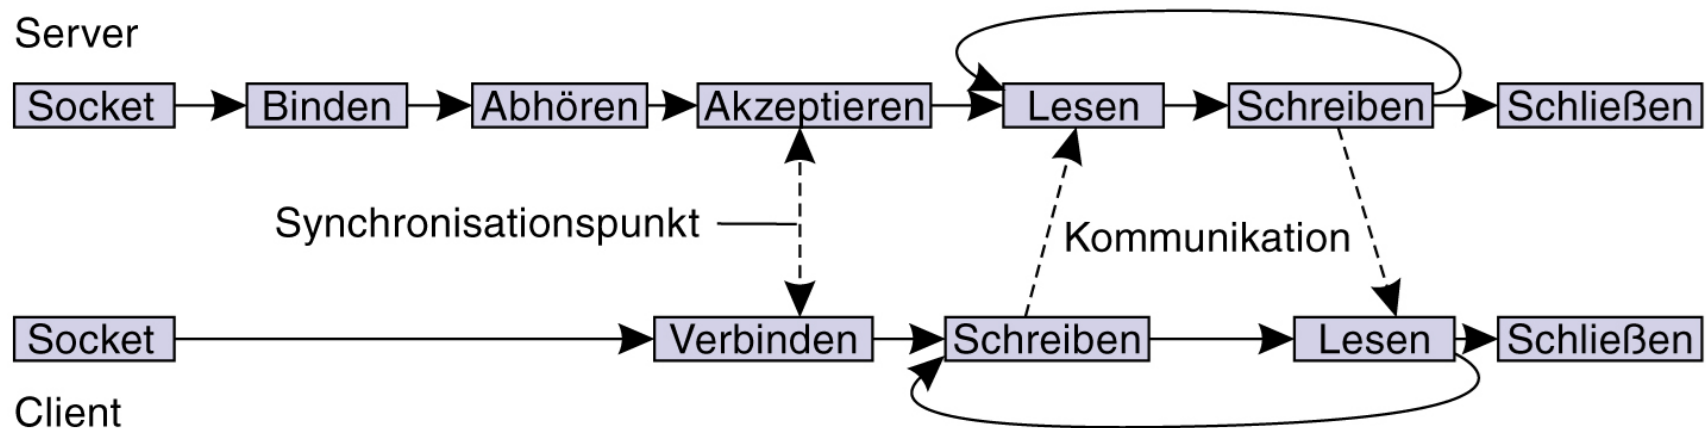 Server
Socket
Binden
Abhören
Akzeptieren
Lesen
Schreiben
Schließen
Synchronisationspunkt
Kommunikation
Socket
Verbinden
Schreiben
Lesen
Schließen
Client